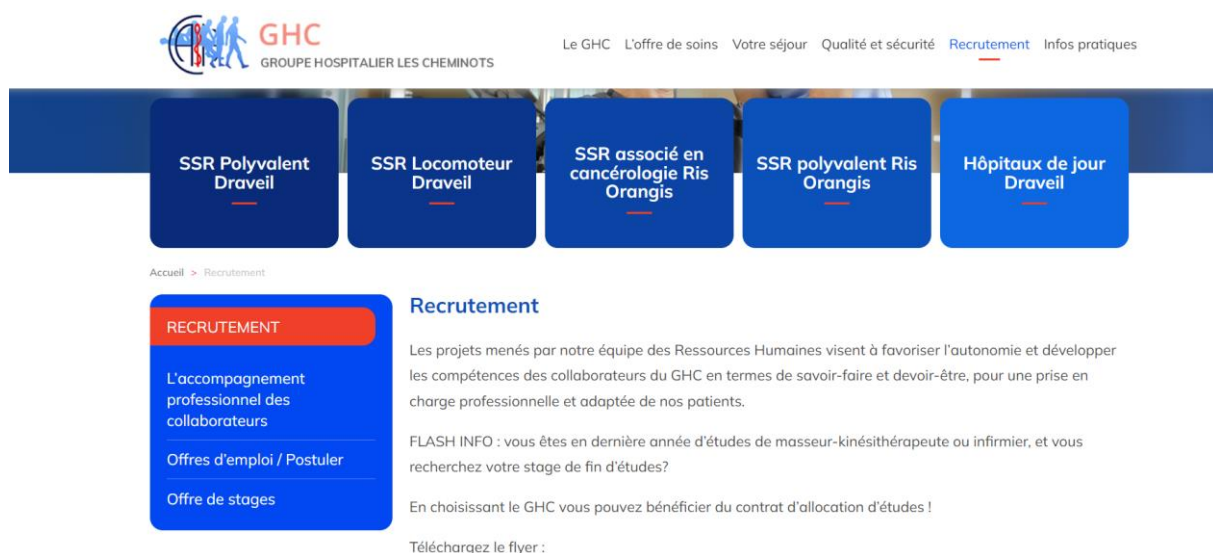 GHC
GROUPE HOSPITALIER LES CHEMINOTS
Le GHC L'offre de soins Votre séjour Qualité et sécurité Recrutement Infos pratiques
SSR Polyvalent
Draveil
SSR Locomoteur
Draveil
SSR associé en
cancérologie Ris
Orangis
SSR polyvalent Ris
Orangis
Hôpitaux de jour
Draveil
Accueil > Recrutement
RECRUTEMENT
L'accompagnement
professionnel des
collaborateurs
Offres d'emploi / Postuler
Offre de stages
Recrutement
Les projets menés par notre équipe des Ressources Humaines visent à favoriser l'autonomie et développer
les compétences des collaborateurs du GHC en termes de savoir-faire et devoir-être, pour une prise en
charge professionnelle et adaptée de nos patients.
FLASH INFO : vous êtes en dernière année d'études de masseur-kinésithérapeute ou infirmier, et vous
recherchez votre stage de fin d'études?
En choisissant le GHC vous pouvez bénéficier du contrat d'allocation d'études !
Téléchargez le flyer :